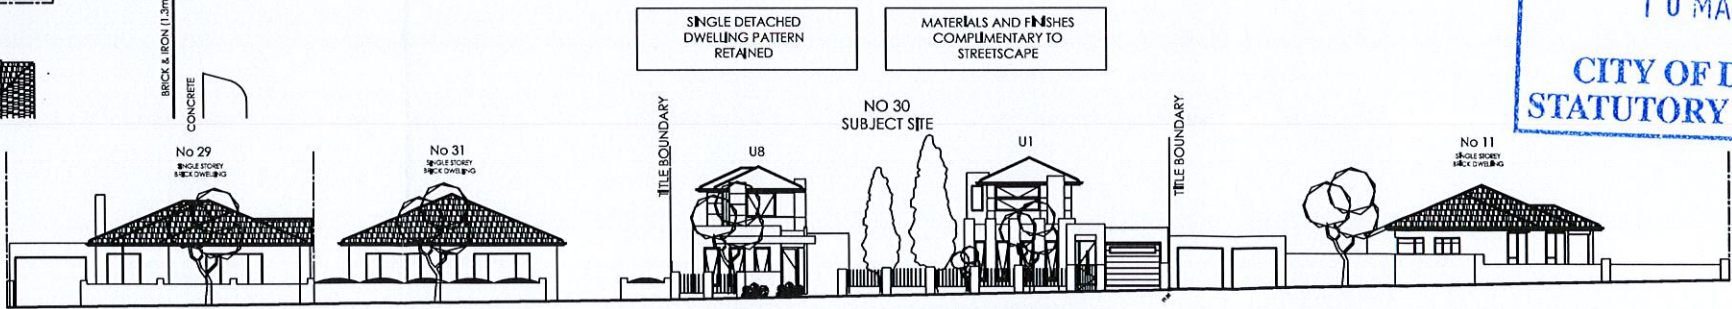 SINGLE DETACHED
DWELLING PATTERN
RETAINED
MATERIALS AND FINISHES
COMPLIMENTARY TO
STREETSCAPE
CITY OF
STATUTORY
BRICK & IRON (1.3m
CONCRETE
No 29
SINGLE STOREY
BRICK DWELLING
No 31
SINGLE STOREY
BRICK DWELLING
TITLE BOUNDARY
U8
NO 30
SUBJECT SITE
U1
TITLE BOUNDARY
No 11
SINGLE STOREY
BRICK DWELLING